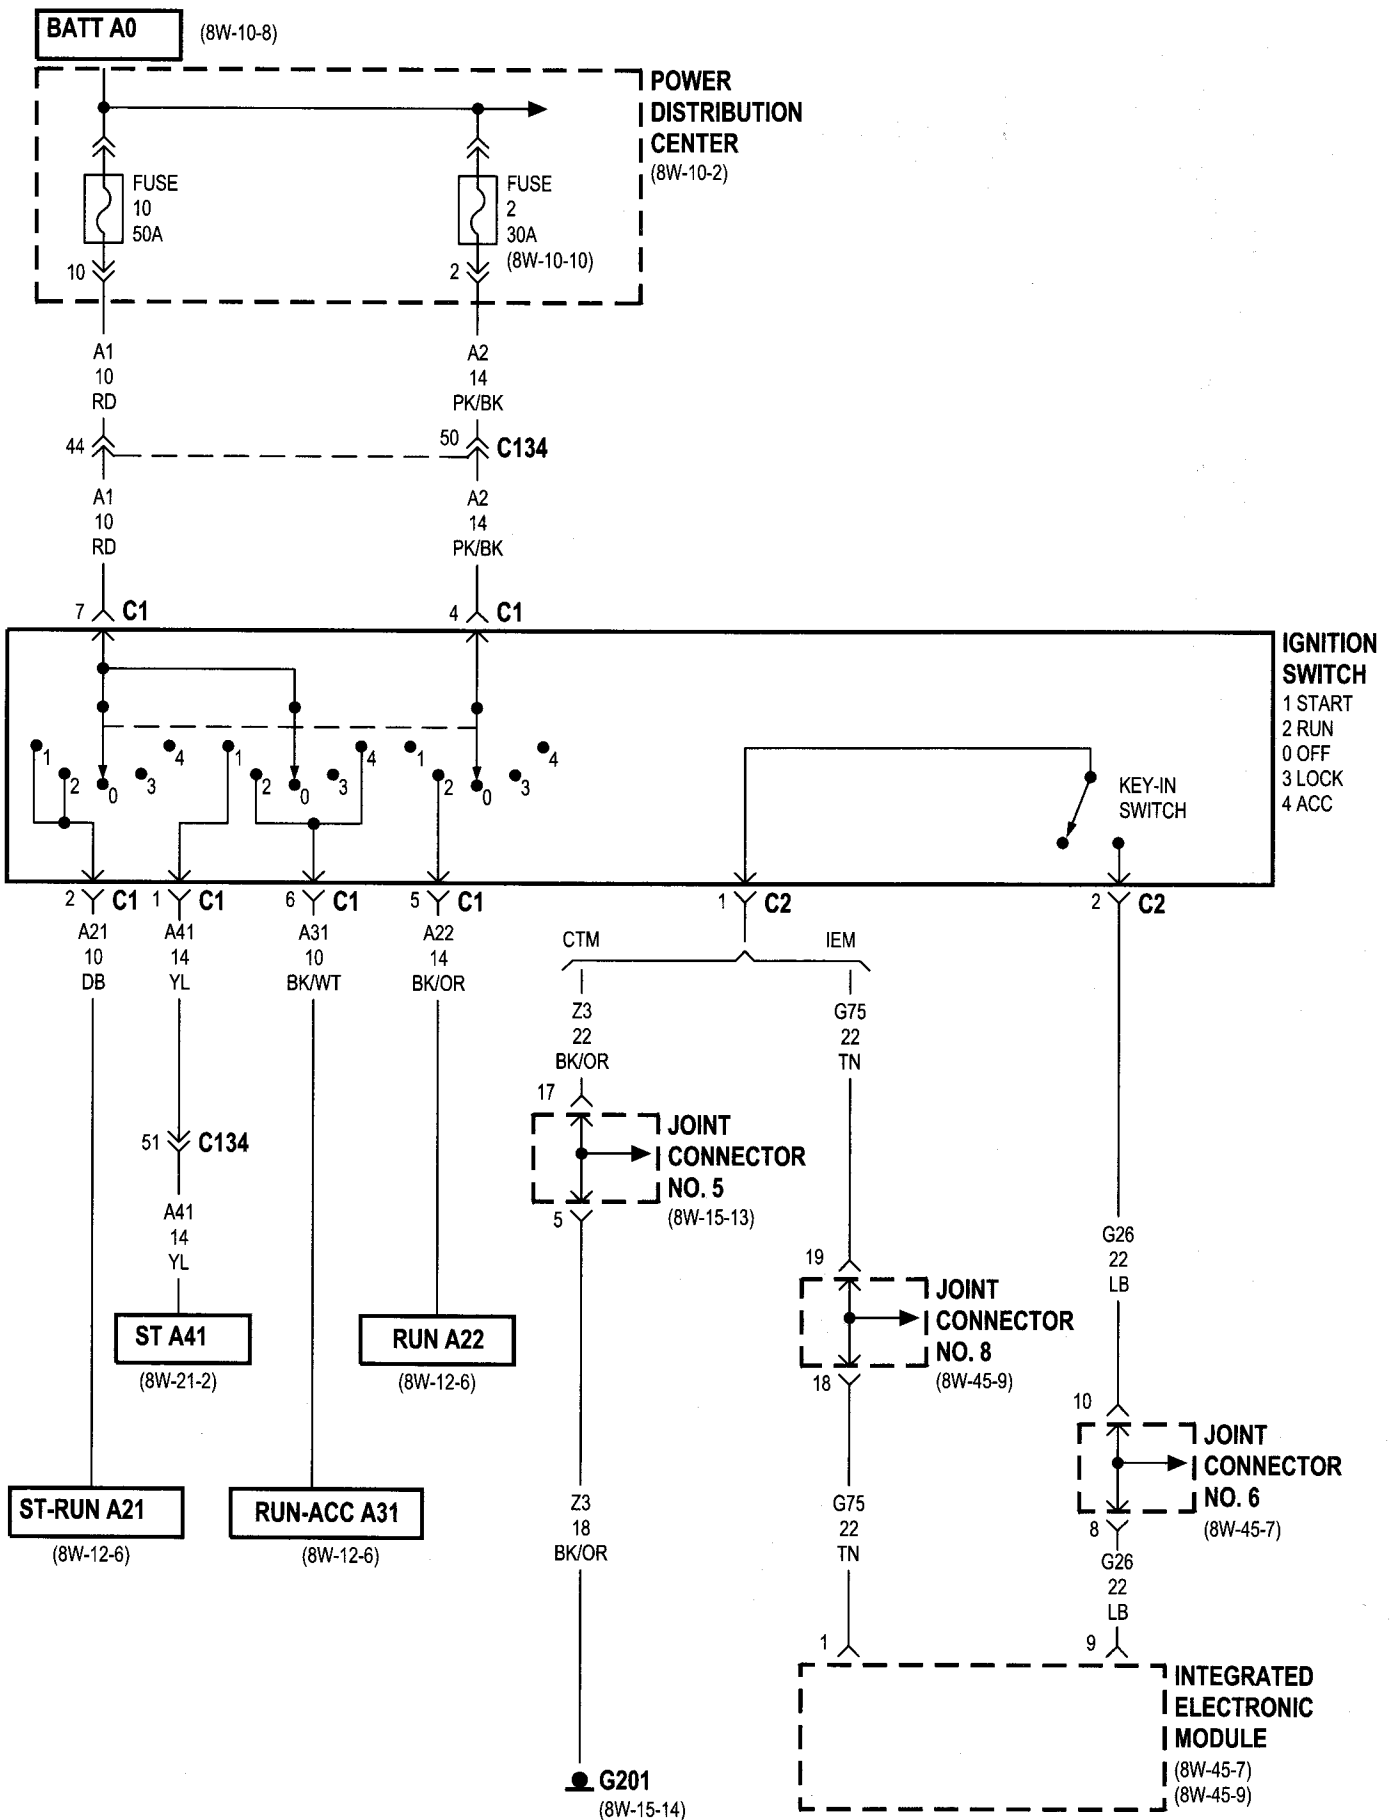 BATT A0
(8W-10-8)
POWER
DISTRIBUTION
CENTER
(8W-10-2)
FUSE
10
50A
FUSE
2
30A
(8W-10-10)
10
2
A1
10
RD
A2
14
PK/BK
44
50
C134
A1
10
RD
A2
14
PK/BK
7
C1
4
C1
IGNITION
SWITCH
1 START
2 RUN
0 OFF
3 LOCK
4 ACC
1
2
0
3
4
1
2
0
3
4
1
2
0
3
4
KEY-IN
SWITCH
2
C1
1
C1
6
C1
5
C1
1
C2
2
C2
A21
10
DB
A41
14
YL
A31
10
BK/WT
A22
14
BK/OR
CTM
IEM
Z3
22
BK/OR
G75
22
TN
17
JOINT
CONNECTOR
NO. 5
(8W-15-13)
5
51
C134
A41
14
YL
G26
22
LB
19
JOINT
CONNECTOR
NO. 8
(8W-45-9)
18
ST A41
(8W-21-2)
RUN A22
(8W-12-6)
10
JOINT
CONNECTOR
NO. 6
(8W-45-7)
8
ST-RUN A21
(8W-12-6)
RUN-ACC A31
(8W-12-6)
Z3
18
BK/OR
G75
22
TN
G26
22
LB
1
9
INTEGRATED
ELECTRONIC
MODULE
(8W-45-7)
(8W-45-9)
G201
(8W-15-14)